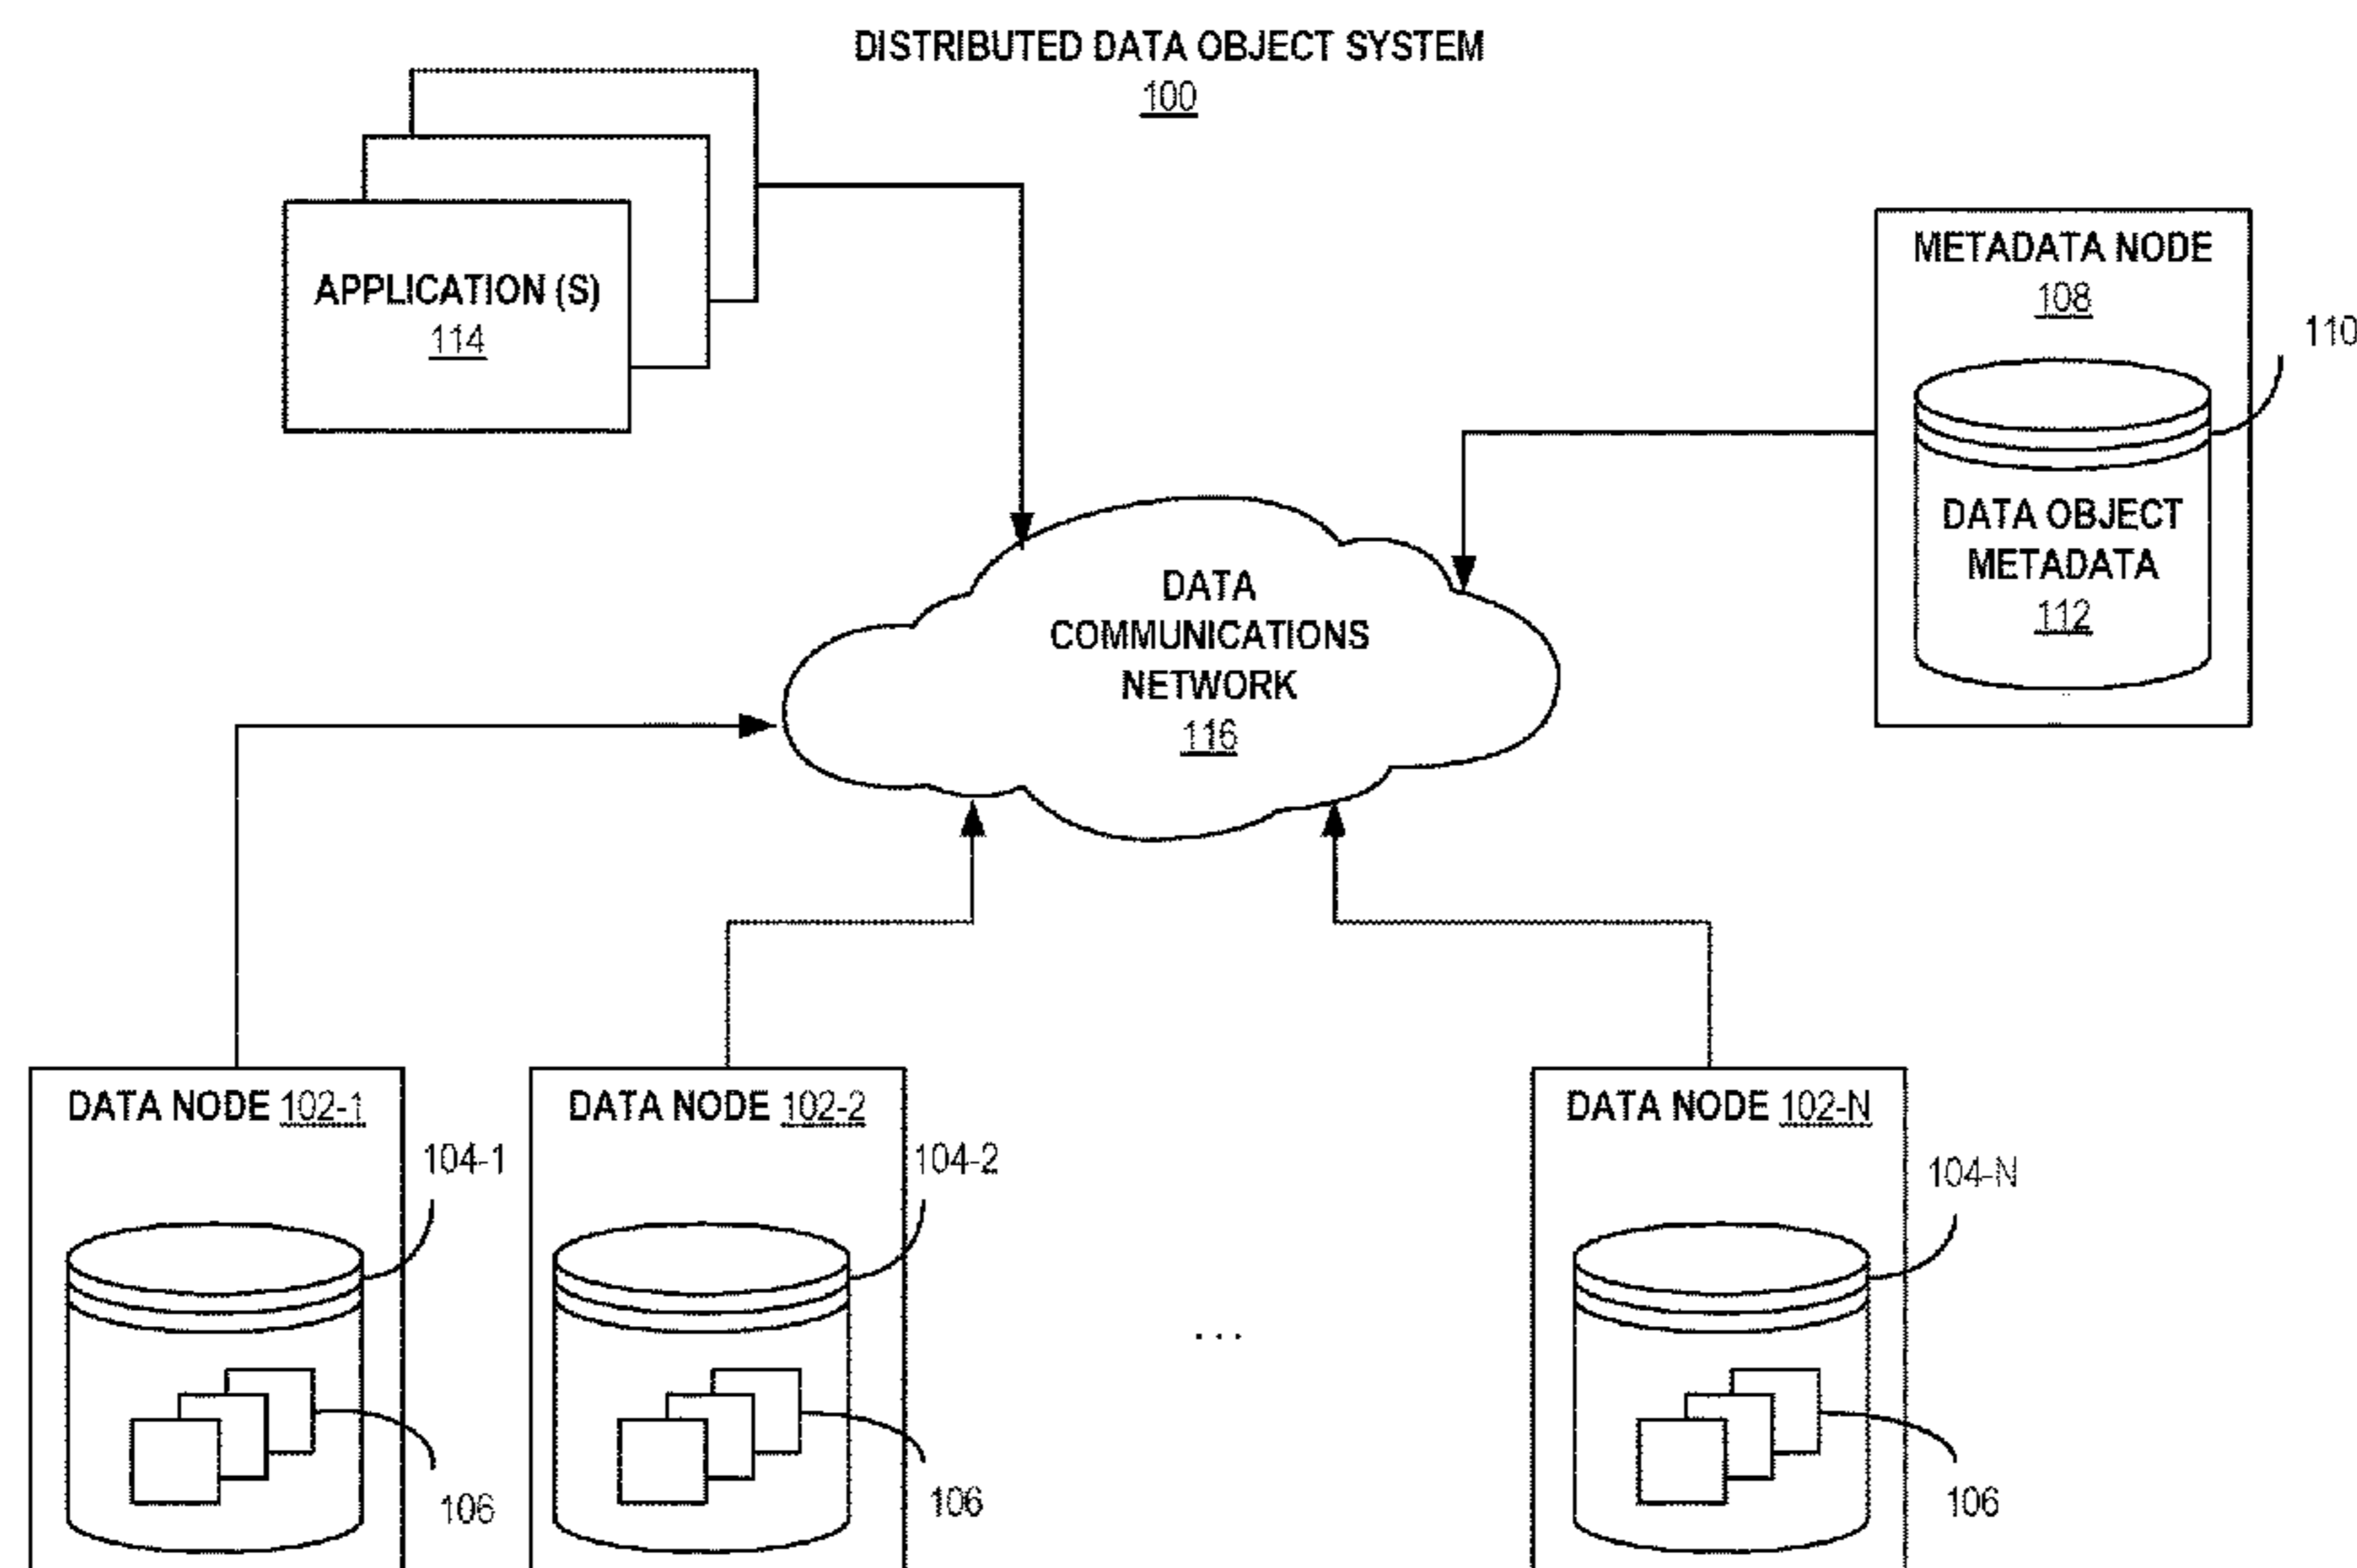 DISTRIBUTED DATA OBJECT SYSTEM
100
APPLICATION (S)
114
METADATA NODE
108
110
DATA OBJECT
METADATA
112
DATA
COMMUNICATIONS
NETWORK
116
DATA NODE 102-1
104-1
106
DATA NODE 102-2
104-2
106
...
DATA NODE 102-N
104-N
106